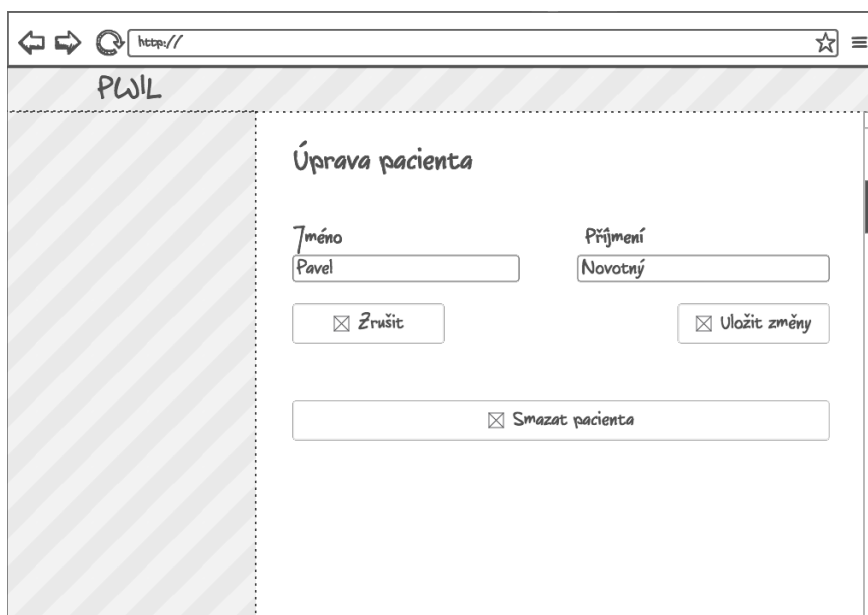 http://
PWIL
Úprava pacienta
Jméno Příjmení
Pavel Novotný
Zrušit Uložit změny
Smazat pacienta